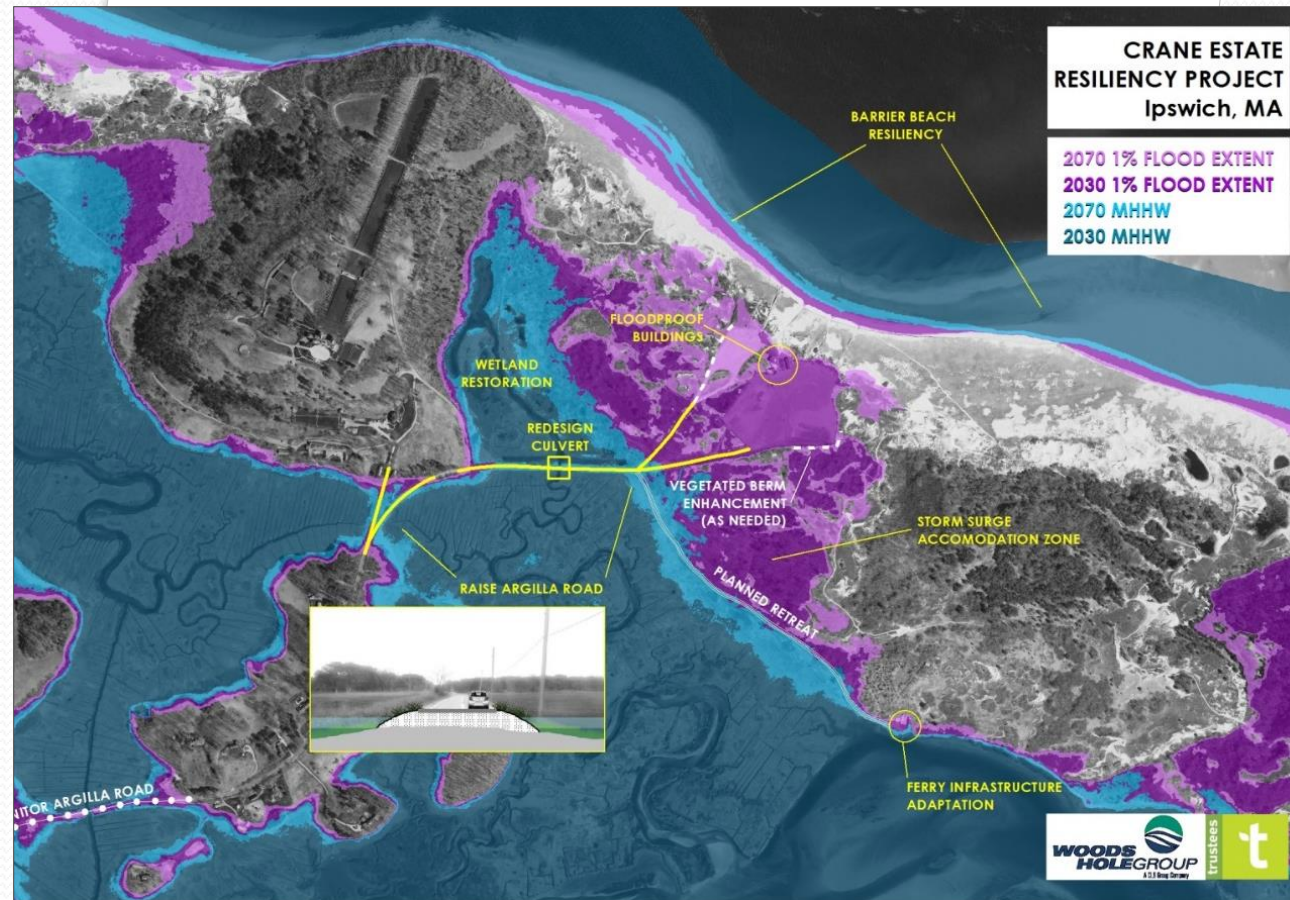 CRANE ESTATE
RESILIENCY PROJECT
Ipswich, MA
2070 1% FLOOD EXTENT
2030 1% FLOOD EXTENT
2070 MHHW
2030 MHHW
BARRIER BEACH
RESILIENCY
FLOODPROOF
BUILDINGS
WETLAND
RESTORATION
REDESIGN
CULVERT
VEGETATED BERM
ENHANCEMENT
(AS NEEDED)
STORM SURGE
ACCOMODATION ZONE
RAISE ARGILLA ROAD
PLANNED RETREAT
FERRY INFRASTRUCTURE
ADAPTATION
NITOR ARGILLA ROAD
WOODS
HOLEGROUP
trustees
t